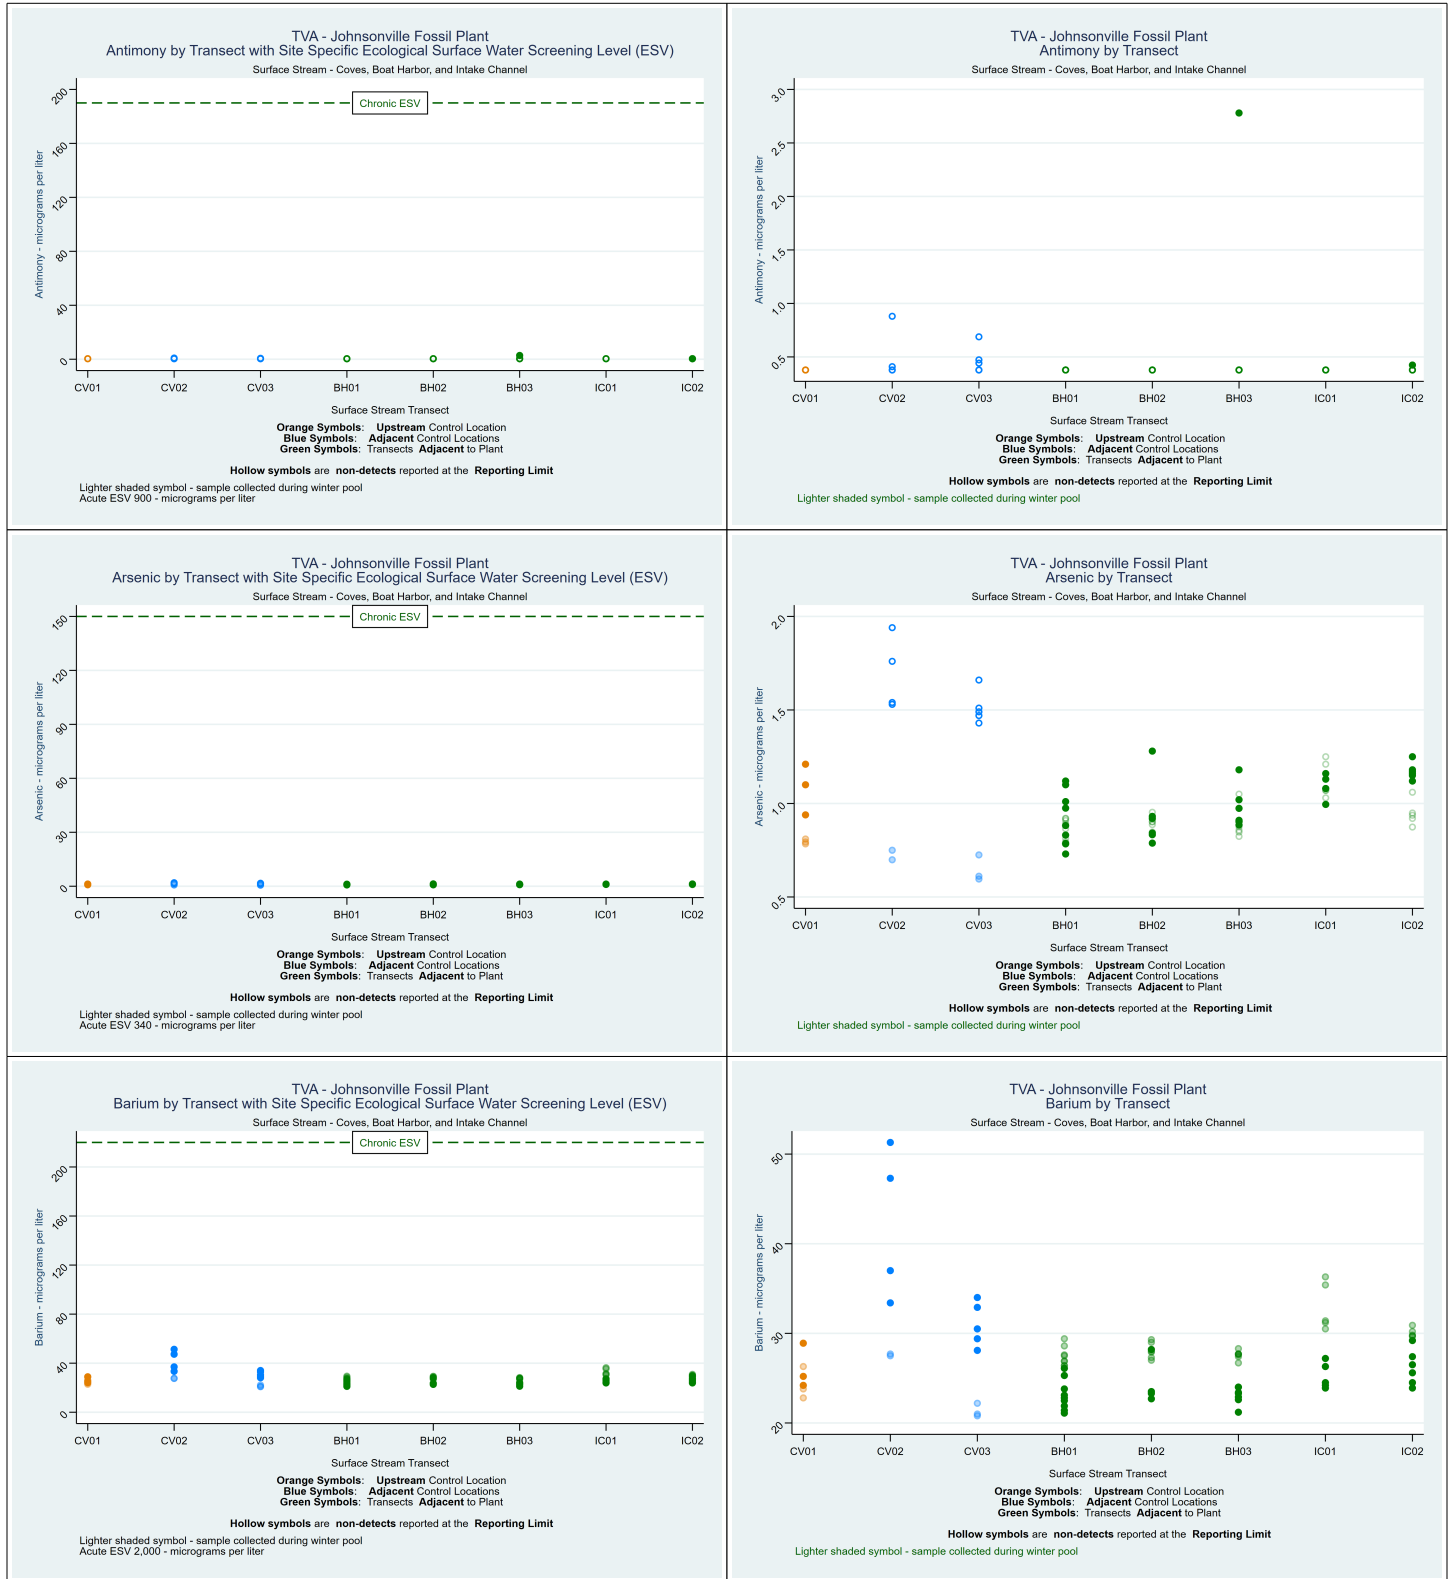 TVA - Johnsonville Fossil Plant
Antimony by Transect with Site Specific Ecological Surface Water Screening Level (ESV)
Surface Stream - Coves, Boat Harbor, and Intake Channel
Chronic ESV
Antimony - micrograms per liter
200
160
120
80
40
0
CV01 CV02 CV03 BH01 BH02 BH03 IC01 IC02
Surface Stream Transect
Orange Symbols: Upstream Control Location
Blue Symbols: Adjacent Control Locations
Green Symbols: Transects Adjacent to Plant
Hollow symbols are non-detects reported at the Reporting Limit
Lighter shaded symbol - sample collected during winter pool
Acute ESV 900 - micrograms per liter
TVA - Johnsonville Fossil Plant
Antimony by Transect
Surface Stream - Coves, Boat Harbor, and Intake Channel
Antimony - micrograms per liter
3.0
2.5
2.0
1.5
1.0
0.5
CV01 CV02 CV03 BH01 BH02 BH03 IC01 IC02
Surface Stream Transect
Orange Symbols: Upstream Control Location
Blue Symbols: Adjacent Control Locations
Green Symbols: Transects Adjacent to Plant
Hollow symbols are non-detects reported at the Reporting Limit
Lighter shaded symbol - sample collected during winter pool
TVA - Johnsonville Fossil Plant
Arsenic by Transect with Site Specific Ecological Surface Water Screening Level (ESV)
Surface Stream - Coves, Boat Harbor, and Intake Channel
Chronic ESV
Arsenic - micrograms per liter
150
120
90
60
30
0
CV01 CV02 CV03 BH01 BH02 BH03 IC01 IC02
Surface Stream Transect
Orange Symbols: Upstream Control Location
Blue Symbols: Adjacent Control Locations
Green Symbols: Transects Adjacent to Plant
Hollow symbols are non-detects reported at the Reporting Limit
Lighter shaded symbol - sample collected during winter pool
Acute ESV 340 - micrograms per liter
TVA - Johnsonville Fossil Plant
Arsenic by Transect
Surface Stream - Coves, Boat Harbor, and Intake Channel
Arsenic - micrograms per liter
2.0
1.5
1.0
0.5
CV01 CV02 CV03 BH01 BH02 BH03 IC01 IC02
Surface Stream Transect
Orange Symbols: Upstream Control Location
Blue Symbols: Adjacent Control Locations
Green Symbols: Transects Adjacent to Plant
Hollow symbols are non-detects reported at the Reporting Limit
Lighter shaded symbol - sample collected during winter pool
TVA - Johnsonville Fossil Plant
Barium by Transect with Site Specific Ecological Surface Water Screening Level (ESV)
Surface Stream - Coves, Boat Harbor, and Intake Channel
Chronic ESV
Barium - micrograms per liter
200
160
120
80
40
0
CV01 CV02 CV03 BH01 BH02 BH03 IC01 IC02
Surface Stream Transect
Orange Symbols: Upstream Control Location
Blue Symbols: Adjacent Control Locations
Green Symbols: Transects Adjacent to Plant
Hollow symbols are non-detects reported at the Reporting Limit
Lighter shaded symbol - sample collected during winter pool
Acute ESV 2,000 - micrograms per liter
TVA - Johnsonville Fossil Plant
Barium by Transect
Surface Stream - Coves, Boat Harbor, and Intake Channel
Barium - micrograms per liter
50
40
30
20
CV01 CV02 CV03 BH01 BH02 BH03 IC01 IC02
Surface Stream Transect
Orange Symbols: Upstream Control Location
Blue Symbols: Adjacent Control Locations
Green Symbols: Transects Adjacent to Plant
Hollow symbols are non-detects reported at the Reporting Limit
Lighter shaded symbol - sample collected during winter pool